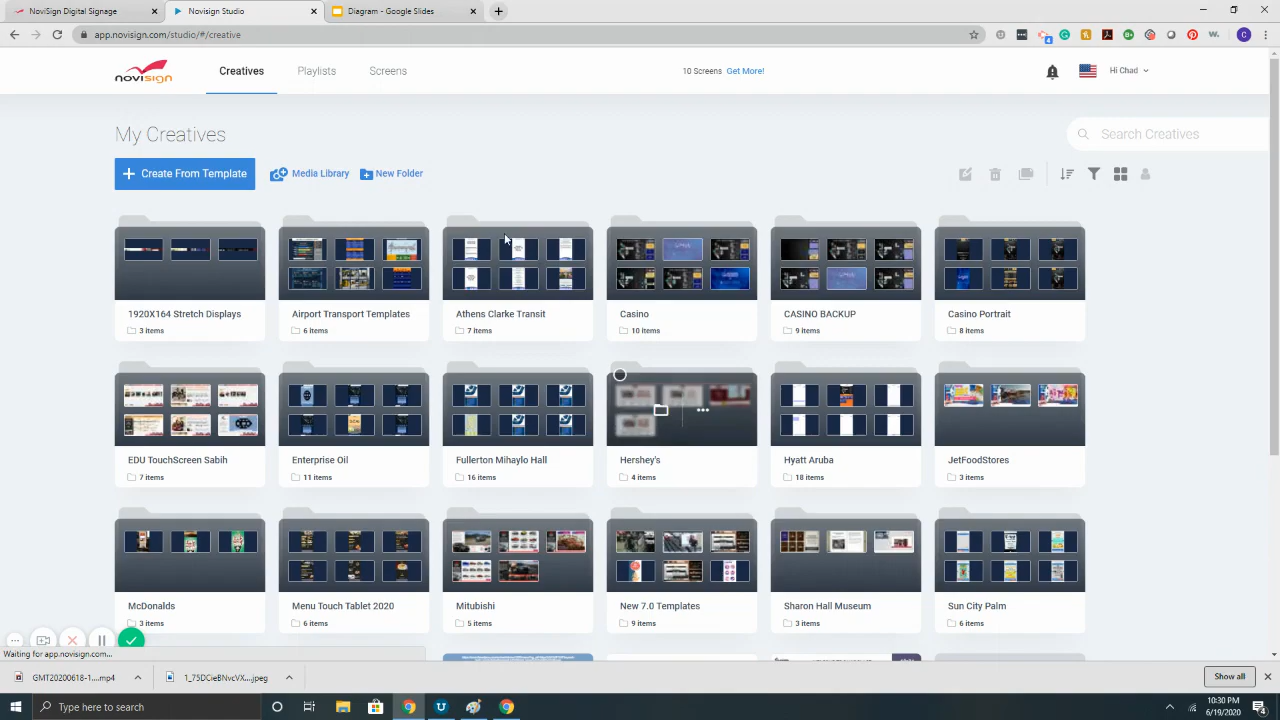 NoviSign Digital Signage
Novisign Studio
Diagram - Google Slides
app.novisign.com/studio/#/creative
novisign
Creatives
Playlists
Screens
10 Screens Get More!
Hi Chad
My Creatives
Search Creatives
Create From Template
Media Library
New Folder
1920X164 Stretch Displays
3 items
Airport Transport Templates
6 items
Athens Clarke Transit
7 items
Casino
10 items
CASINO BACKUP
9 items
Casino Portrait
8 items
EDU TouchScreen Sabih
7 items
Enterprise Oil
11 items
Fullerton Mihaylo Hall
16 items
Hershey's
4 items
Hyatt Aruba
18 items
JetFoodStores
3 items
McDonalds
3 items
Menu Touch Tablet 2020
6 items
Mitubishi
5 items
New 7.0 Templates
9 items
Sharon Hall Museum
3 items
Sun City Palm
6 items
Waiting for app.novisign.com...
GMT20200618-1....mp4
1_75DCieBNvcVX....jpeg
Show all
Type here to search
10:30 PM
6/19/2020